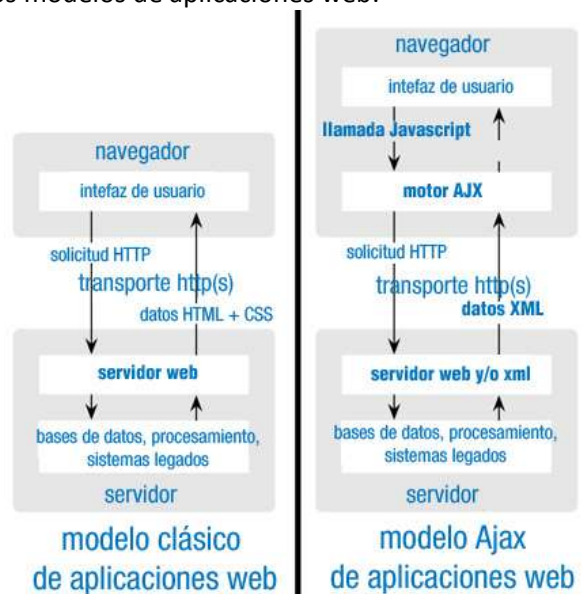 os modelos de aplicaciones web.
navegador
intefaz de usuario
solicitud HTTP
transporte http(s)
datos HTML + CSS
servidor web
bases de datos, procesamiento,
sistemas legados
servidor
modelo clásico
de aplicaciones web
navegador
intefaz de usuario
llamada Javascript
motor AJX
solicitud HTTP
transporte http(s)
datos XML
servidor web y/o xml
bases de datos, procesamiento,
sistemas legados
servidor
modelo Ajax
de aplicaciones web